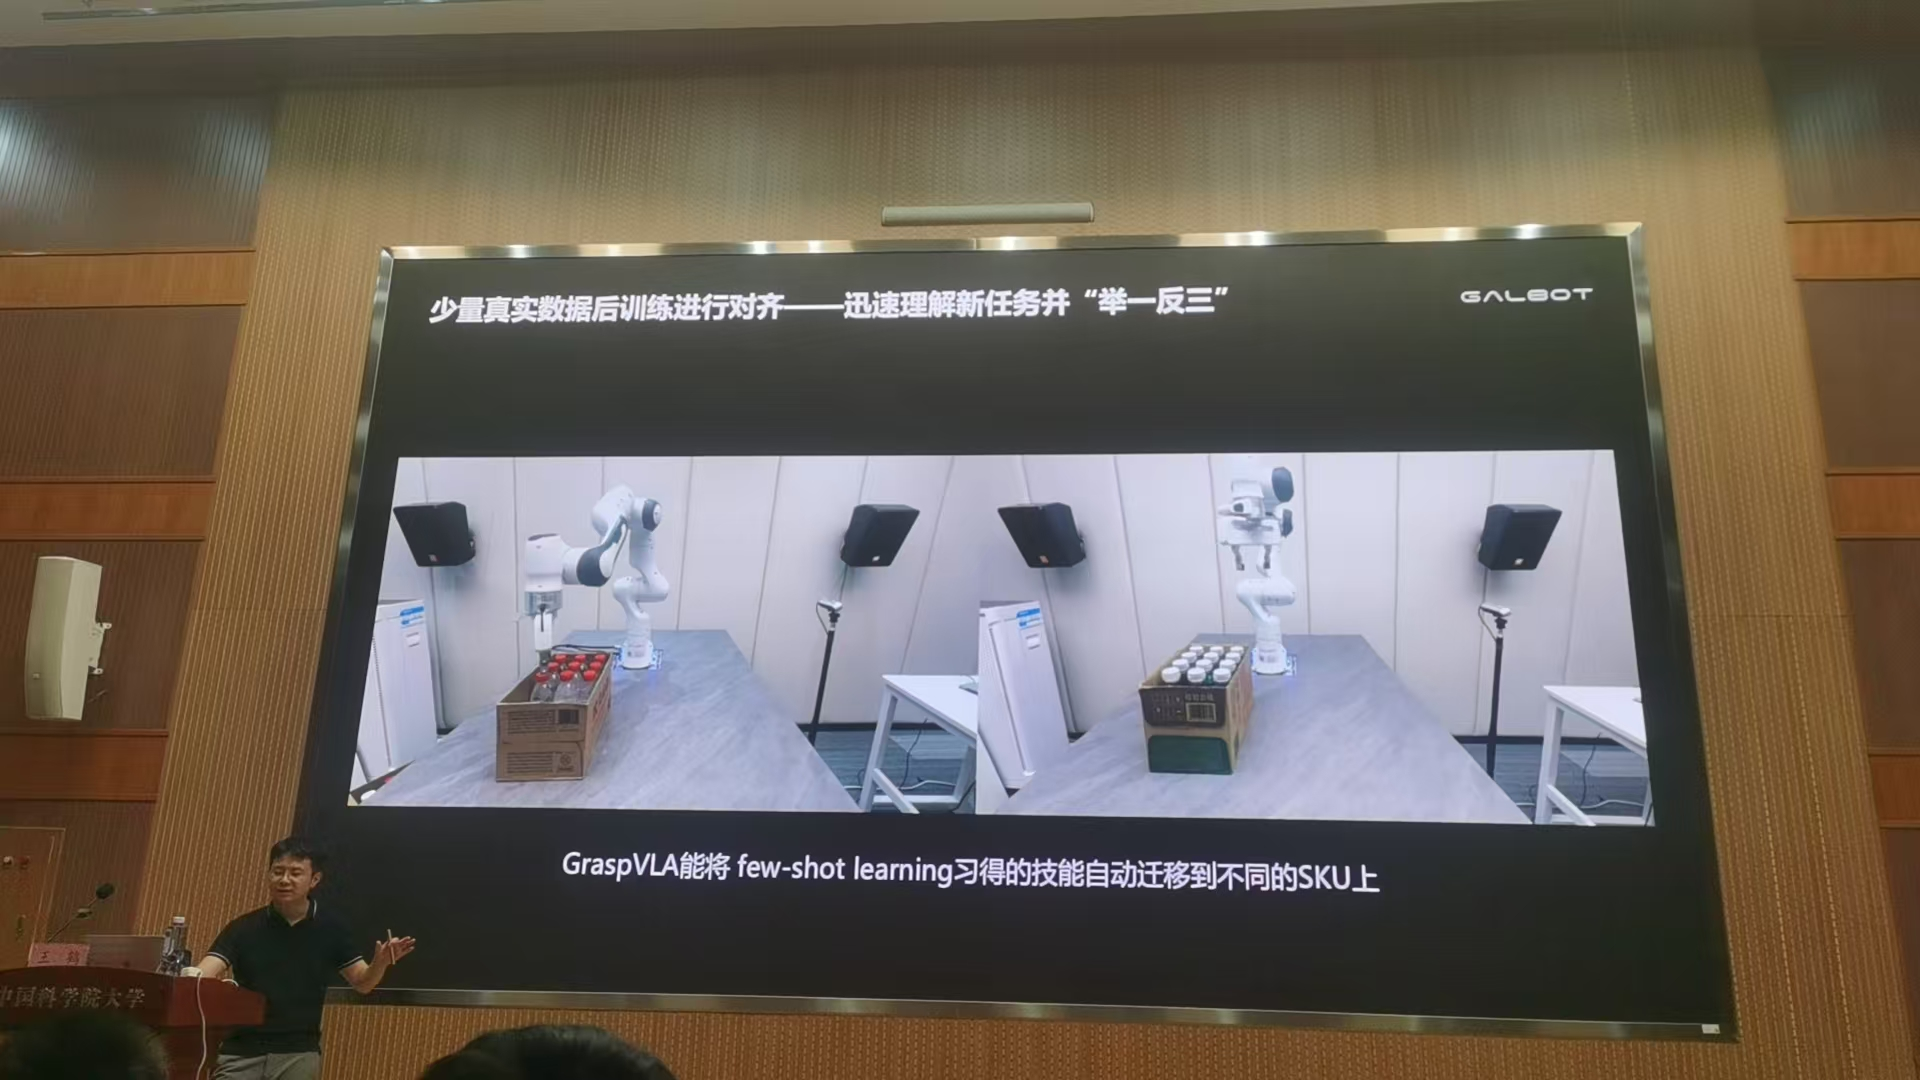 少量真实数据后训练进行对齐——迅速理解新任务并“举一反三”
GALBOT
GraspVLA能将 few-shot learning习得的技能自动迁移到不同的SKU上
王鹤
中国科学院大学